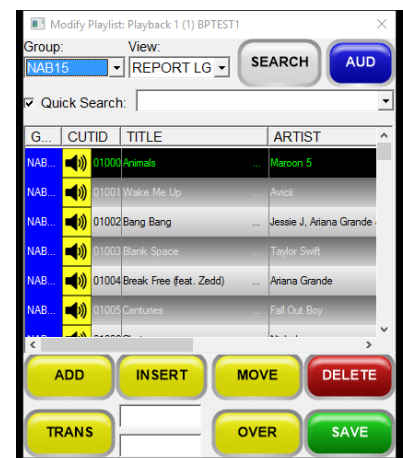 Modify Playlist: Playback 1 (1) BPTEST1
Group: View:
NAB15 REPORT LG SEARCH AUD
Quick Search:
G... CUTID TITLE ARTIST
NAB... 01000 Animals ... Maroon 5
NAB... 01001 Wake Me Up ... Avicii
NAB... 01002 Bang Bang ... Jessie J, Ariana Grande
NAB... 01003 Blank Space ... Taylor Swift
NAB... 01004 Break Free (feat. Zedd) ... Ariana Grande
NAB... 01005 Centuries ... Fall Out Boy
ADD INSERT MOVE DELETE
TRANS OVER SAVE